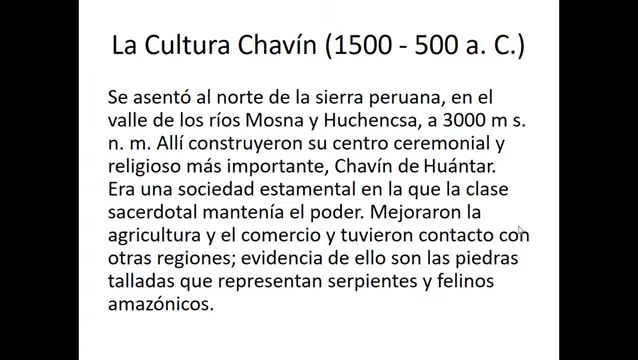 La Cultura Chavín (1500 - 500 a. C.)
Se asentó al norte de la sierra peruana, en el
valle de los ríos Mosna y Huchencsa, a 3000 m s.
n. m. Allí construyeron su centro ceremonial y
religioso más importante, Chavín de Huántar.
Era una sociedad estamental en la que la clase
sacerdotal mantenía el poder. Mejoraron la
agricultura y el comercio y tuvieron contacto con
otras regiones; evidencia de ello son las piedras
talladas que representan serpientes y felinos
amazónicos.